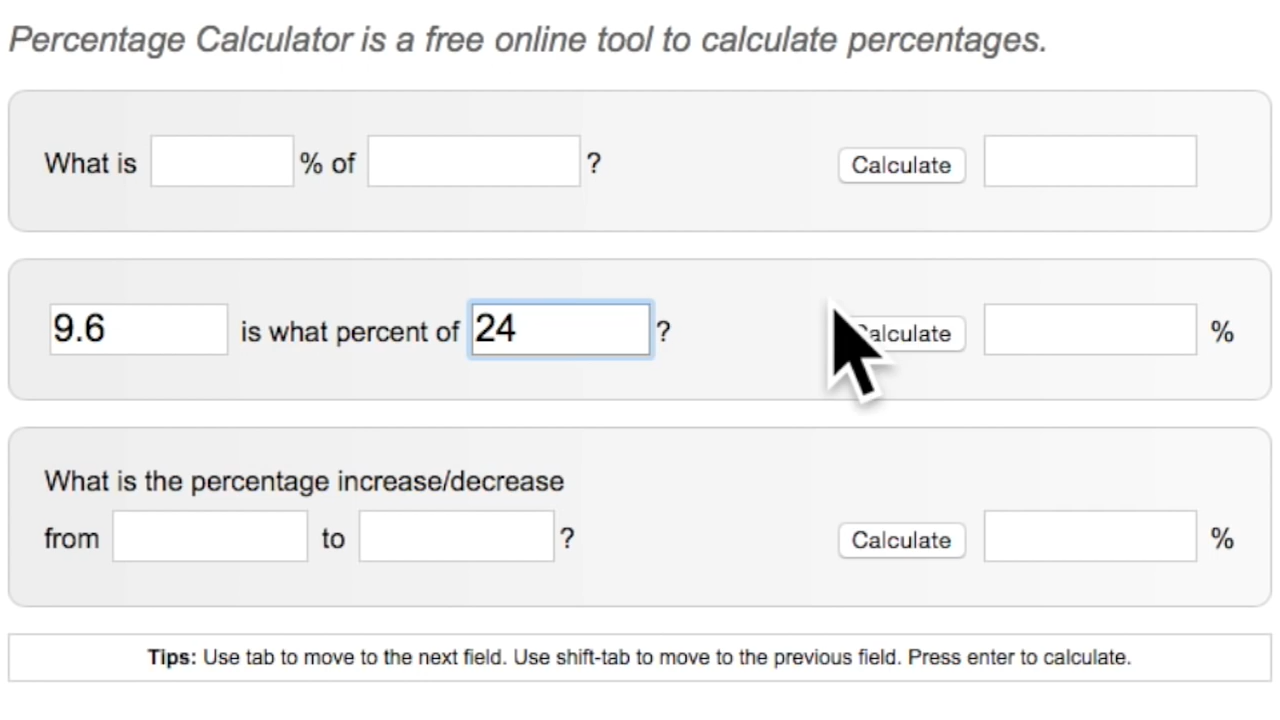 Percentage Calculator is a free online tool to calculate percentages.
What is % of ? Calculate
9.6 is what percent of 24 ? Calculate %
What is the percentage increase/decrease
from to ? Calculate %
Tips: Use tab to move to the next field. Use shift-tab to move to the previous field. Press enter to calculate.